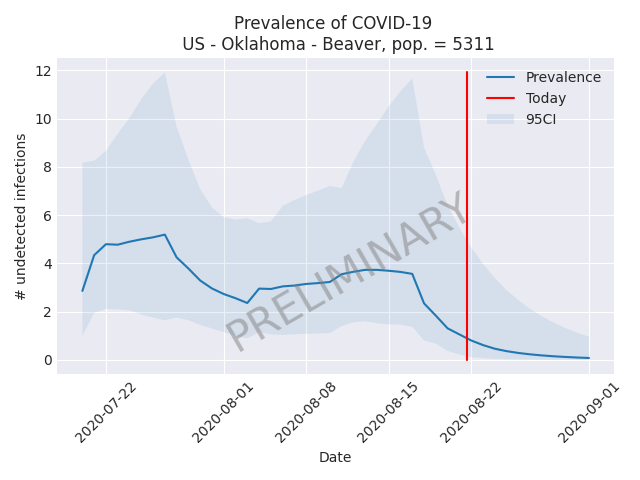 Prevalence of COVID-19
US - Oklahoma - Beaver, pop. = 5311
12
10
8
6
4
2
0
# undetected infections
Prevalence
Today
95CI
PRELIMINARY
2020-07-22
2020-08-01
2020-08-08
2020-08-15
2020-08-22
2020-09-01
Date